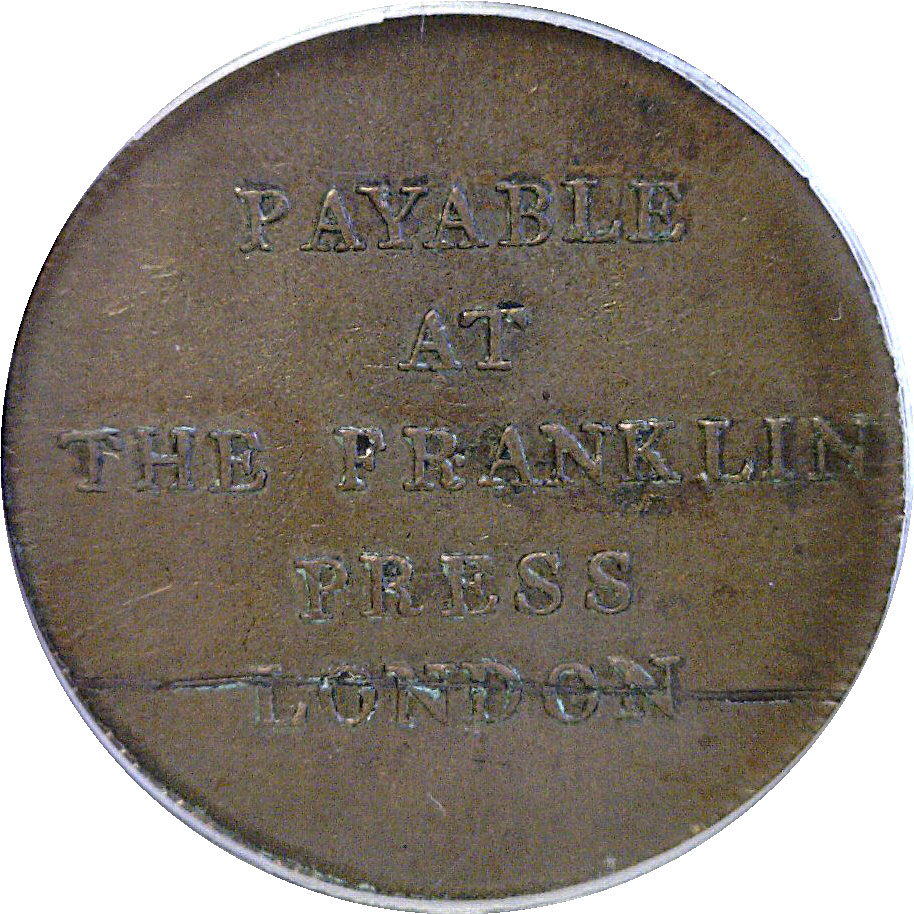 PAYABLE
AT
THE FRANKLIN
PRESS
LONDON